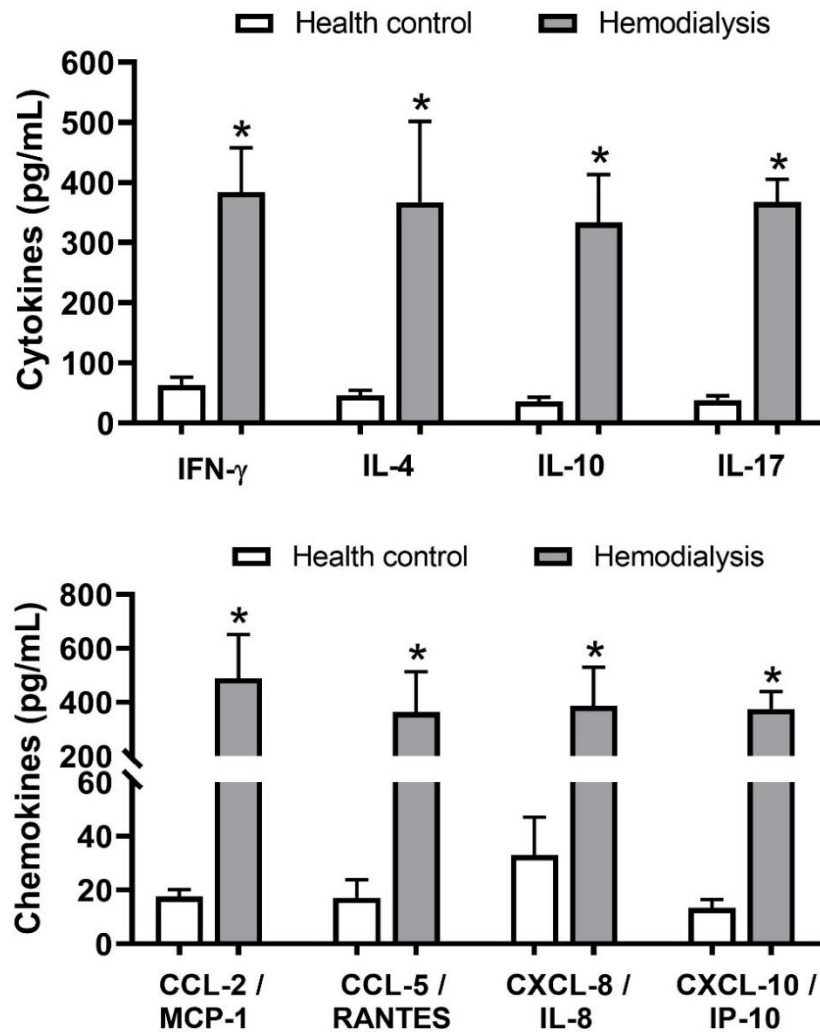 Health control Hemodialysis
Cytokines (pg/mL)
600
500
400
300
200
100
0
* * * *
IFN-γ IL-4 IL-10 IL-17
Health control Hemodialysis
Chemokines (pg/mL)
800
600
400
200
60
40
20
0
* * * *
CCL-2 / CCL-5 / CXCL-8 / CXCL-10 /
MCP-1 RANTES IL-8 IP-10